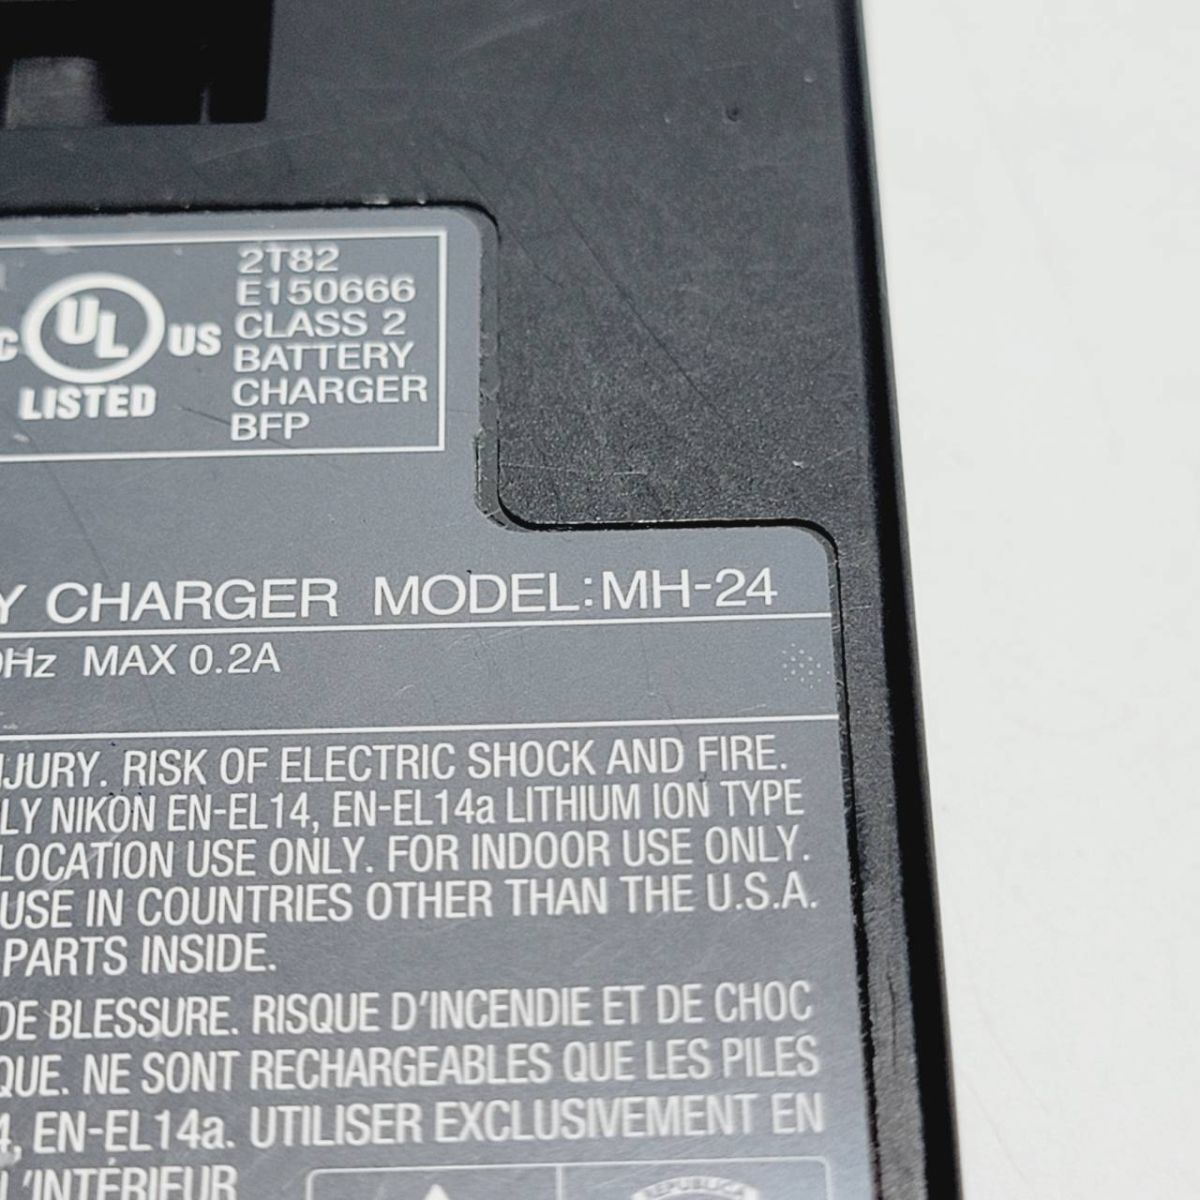 2T82
E150666
CLASS 2
BATTERY
CHARGER
BFP
C UL US
LISTED
Y CHARGER MODEL:MH-24
Hz MAX 0.2A
JURY. RISK OF ELECTRIC SHOCK AND FIRE.
LY NIKON EN-EL14, EN-EL14a LITHIUM ION TYPE
LOCATION USE ONLY. FOR INDOOR USE ONLY.
USE IN COUNTRIES OTHER THAN THE U.S.A.
PARTS INSIDE.
DE BLESSURE. RISQUE D'INCENDIE ET DE CHOC
QUE. NE SONT RECHARGEABLES QUE LES PILES
4, EN-EL14a. UTILISER EXCLUSIVEMENT EN
L'INTÉRIEUR
REPUBLICA